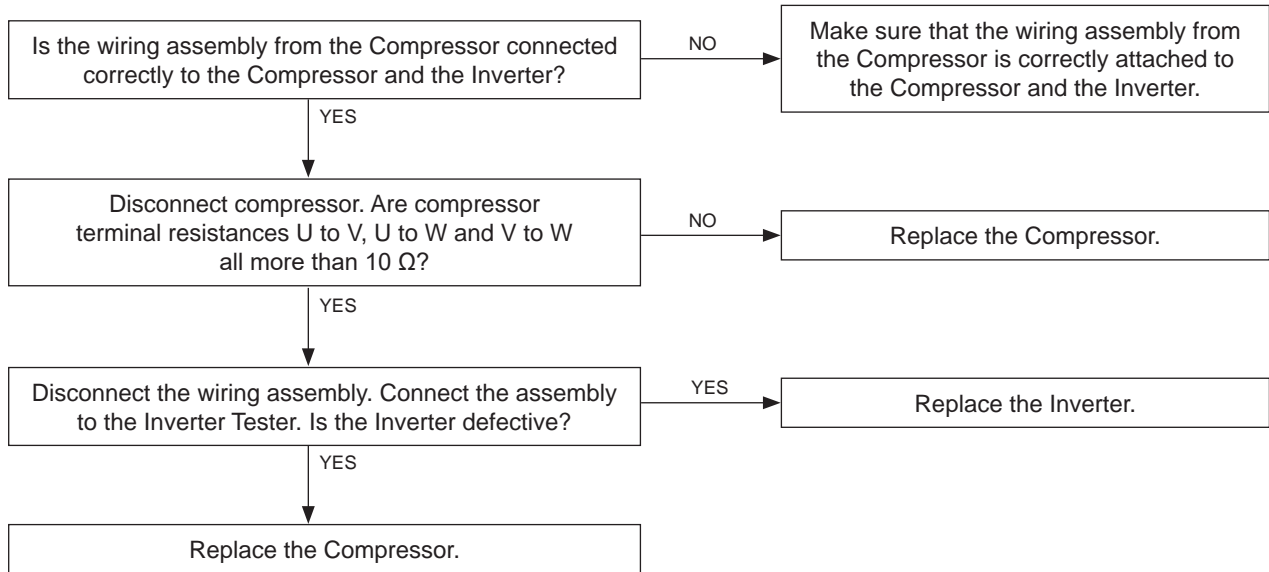 Is the wiring assembly from the Compressor connected
correctly to the Compressor and the Inverter?
NO
Make sure that the wiring assembly from
the Compressor is correctly attached to
the Compressor and the Inverter.
YES
Disconnect compressor. Are compressor
terminal resistances U to V, U to W and V to W
all more than 10 Ω?
NO
Replace the Compressor.
YES
Disconnect the wiring assembly. Connect the assembly
to the Inverter Tester. Is the Inverter defective?
YES
Replace the Inverter.
YES
Replace the Compressor.